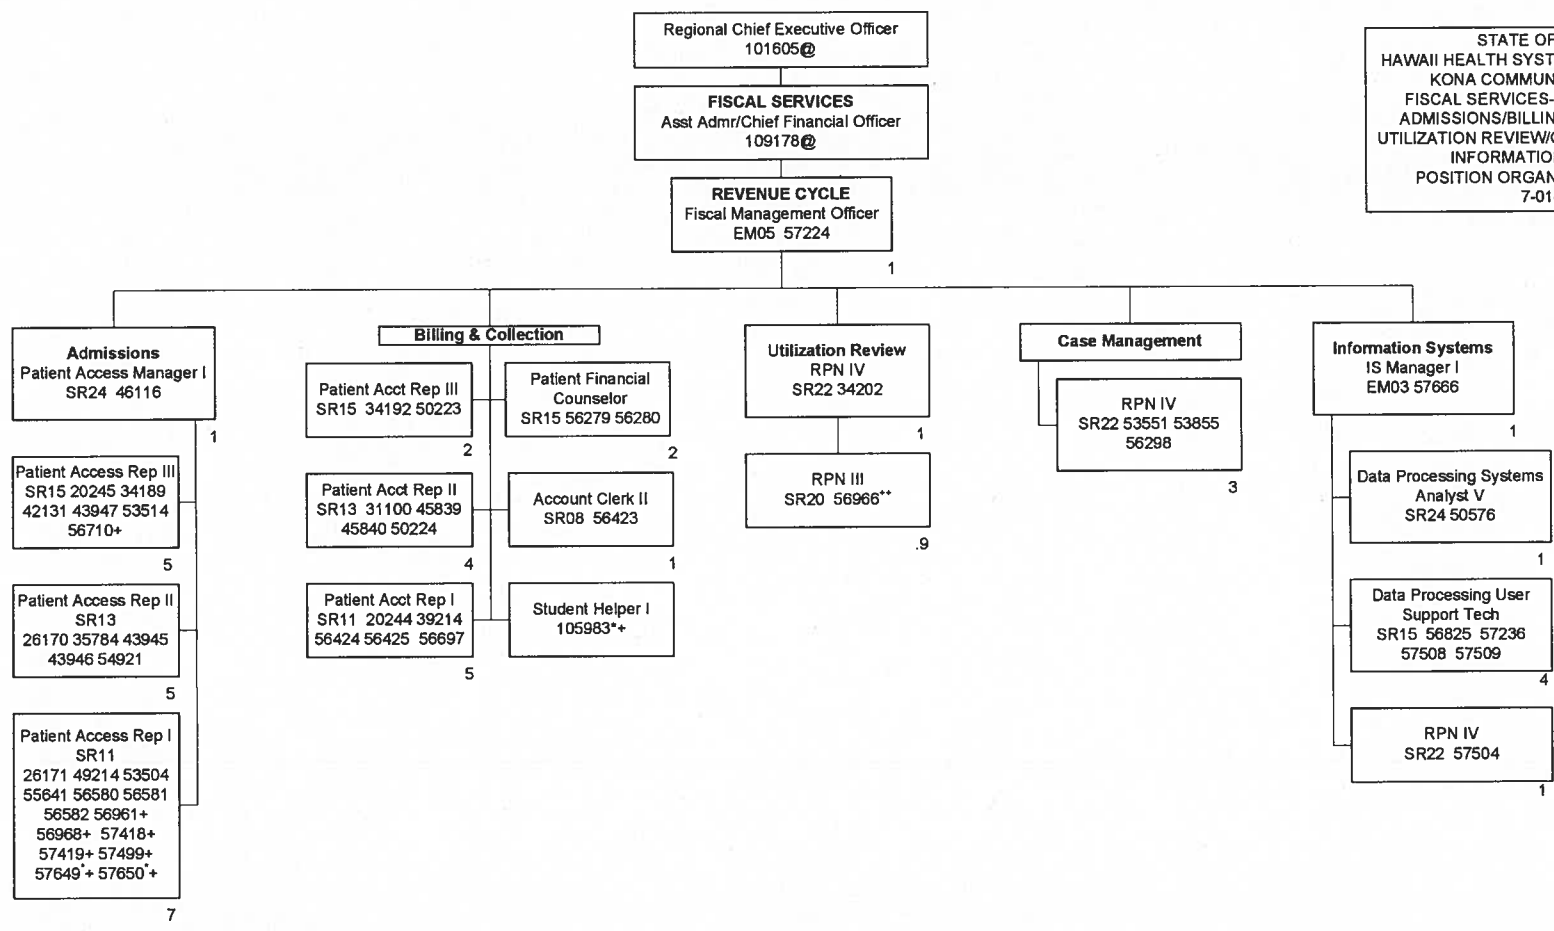 Regional Chief Executive Officer
101605@
FISCAL SERVICES
Asst Admr/Chief Financial Officer
109178@
REVENUE CYCLE
Fiscal Management Officer
EM05 57224
1
STATE OF
HAWAII HEALTH SYST
KONA COMMUN
FISCAL SERVICES-
ADMISSIONS/BILLIN
UTILIZATION REVIEW/
INFORMATIO
POSITION ORGAN
7-01
Admissions
Patient Access Manager I
SR24 46116
1
Patient Access Rep III
SR15 20245 34189
42131 43947 53514
56710+
5
Patient Access Rep II
SR13
26170 35784 43945
43946 54921
5
Patient Access Rep I
SR11
26171 49214 53504
55641 56580 56581
56582 56961+
56968+ 57418+
57419+ 57499+
57649*+ 57650*+
7
Billing & Collection
Patient Acct Rep III
SR15 34192 50223
2
Patient Financial
Counselor
SR15 56279 56280
2
Patient Acct Rep II
SR13 31100 45839
45840 50224
4
Account Clerk II
SR08 56423
1
Patient Acct Rep I
SR11 20244 39214
56424 56425 56697
5
Student Helper I
105983*+
Utilization Review
RPN IV
SR22 34202
1
RPN III
SR20 56966**
.9
Case Management
RPN IV
SR22 53551 53855
56298
3
Information Systems
IS Manager I
EM03 57666
1
Data Processing Systems
Analyst V
SR24 50576
1
Data Processing User
Support Tech
SR15 56825 57236
57508 57509
4
RPN IV
SR22 57504
1